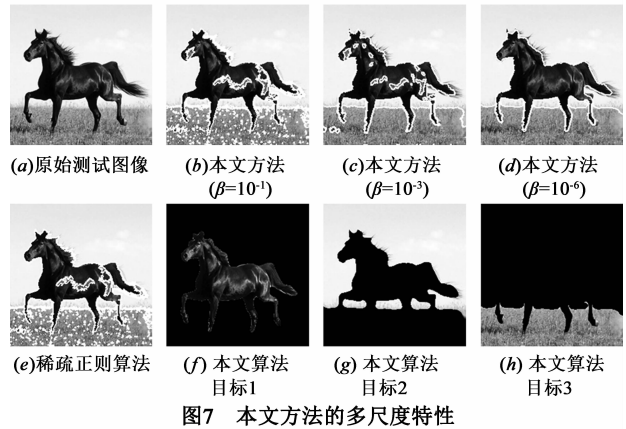 (a)原始测试图像 (b)本文方法 (c)本文方法 (d)本文方法
(β=10-1) (β=10-3) (β=10-6)
(e)稀疏正则算法 (f) 本文算法 (g) 本文算法 (h) 本文算法
目标1 目标2 目标3
图7 本文方法的多尺度特性